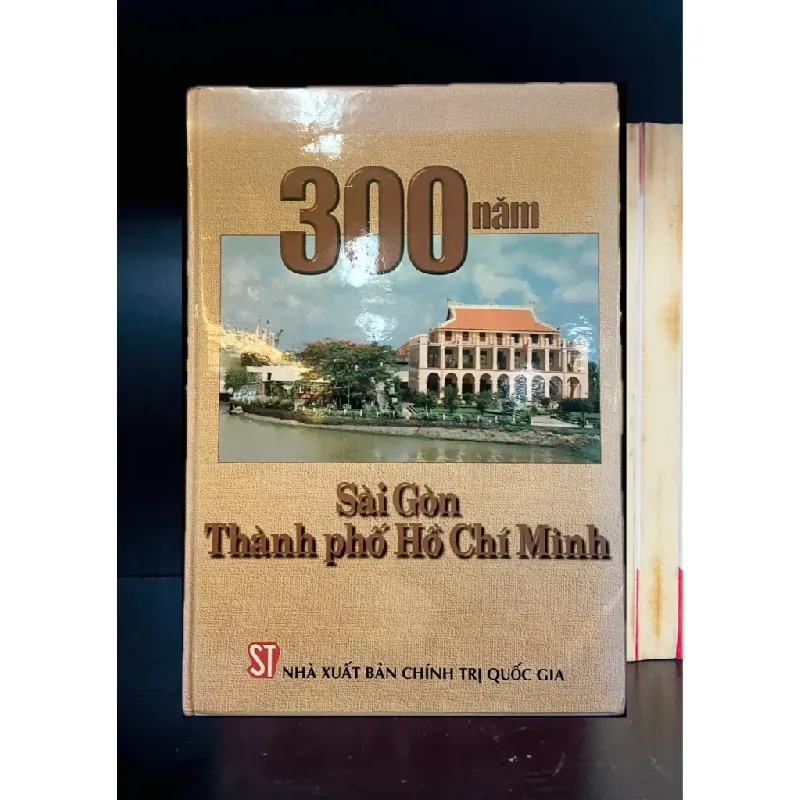 300 năm
Sài Gòn
Thành phố Hồ Chí Minh
ST NHÀ XUẤT BẢN CHÍNH TRỊ QUỐC GIA